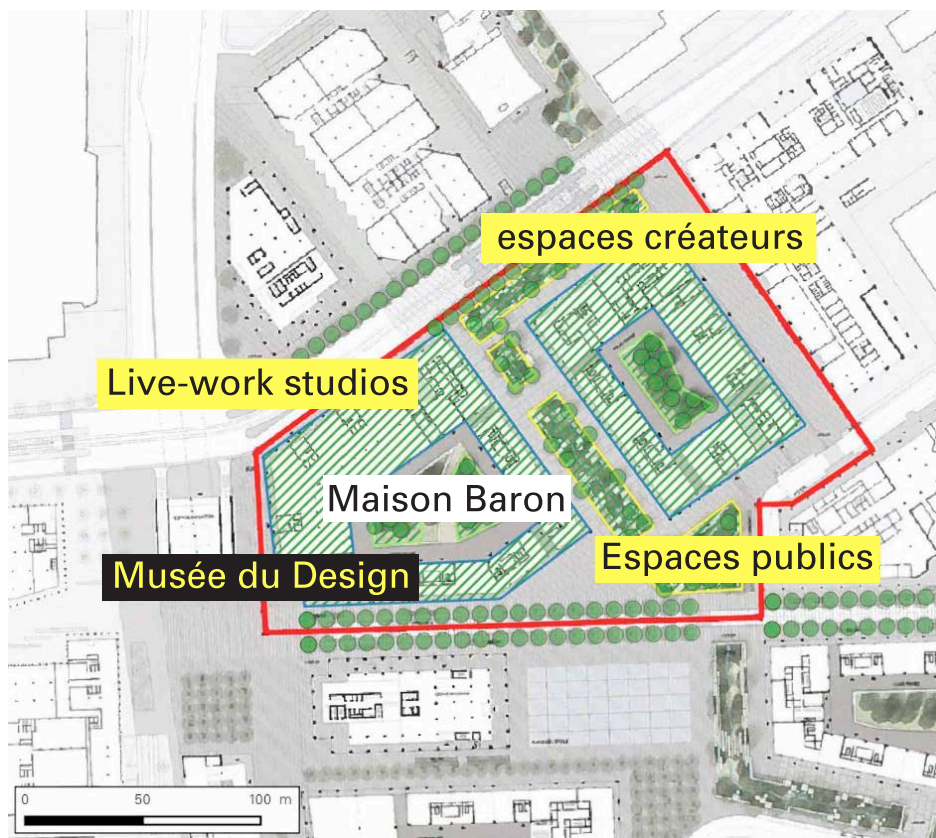 espaces créateurs
Live-work studios
Maison Baron
Espaces publics
Musée du Design
0 50 100 m